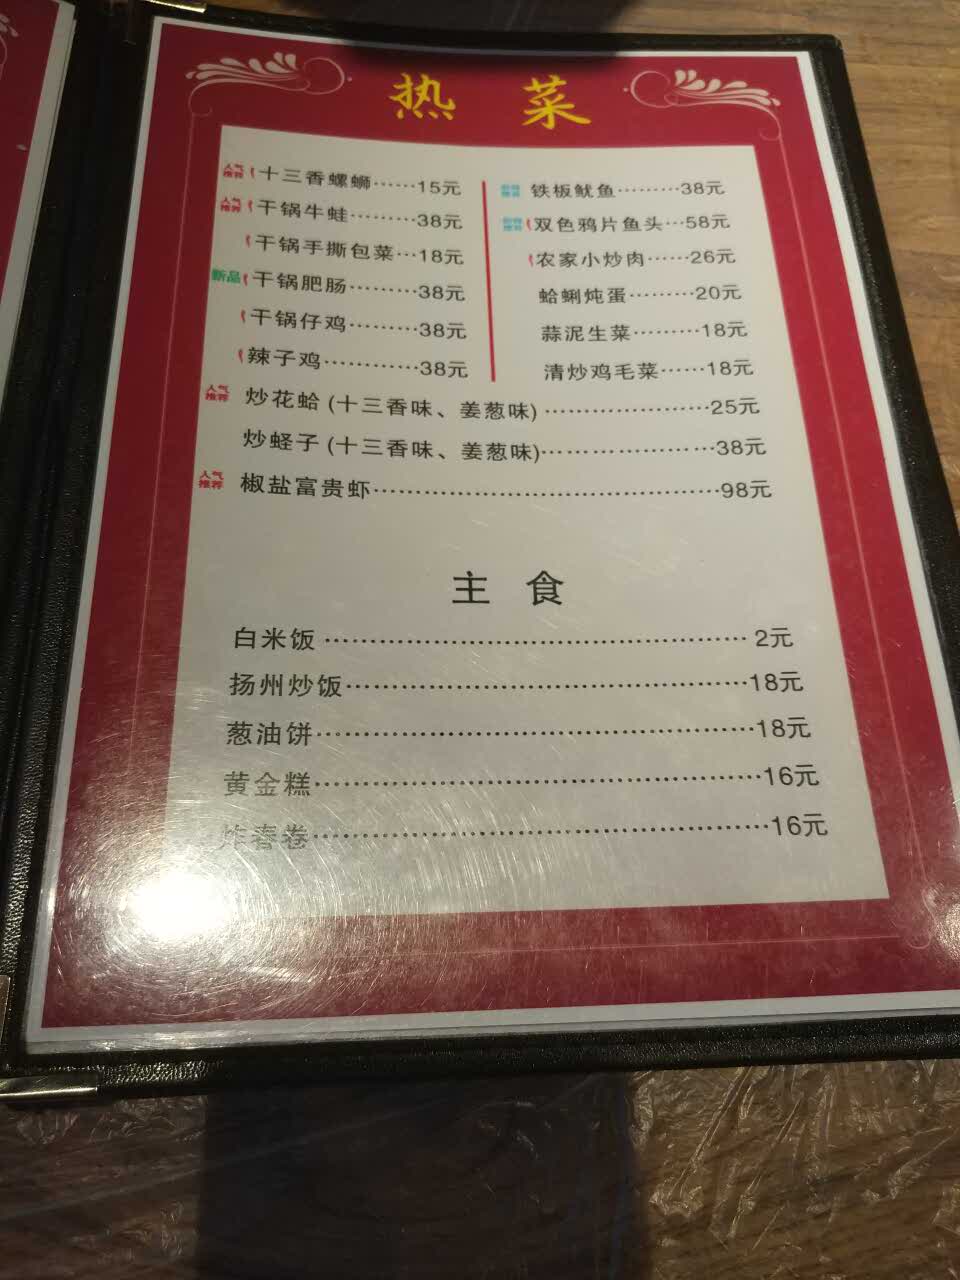 热 菜
人气推荐 十三香螺蛳……15元
人气推荐 干锅牛蛙………38元
干锅手撕包菜…18元
新品 干锅肥肠………38元
干锅仔鸡………38元
辣子鸡…………38元
铁板鱿鱼………38元
双色鸦片鱼头…58元
农家小炒肉……26元
蛤蜊炖蛋………20元
蒜泥生菜………18元
清炒鸡毛菜……18元
人气推荐 炒花蛤 (十三香味、姜葱味) ……………………25元
炒蛏子 (十三香味、姜葱味)……………………38元
人气推荐 椒盐富贵虾……………………………………98元
主 食
白米饭 ……………………………………………… 2元
扬州炒饭……………………………………………18元
葱油饼………………………………………………18元
黄金糕………………………………………………16元
炸春卷………………………………………………16元